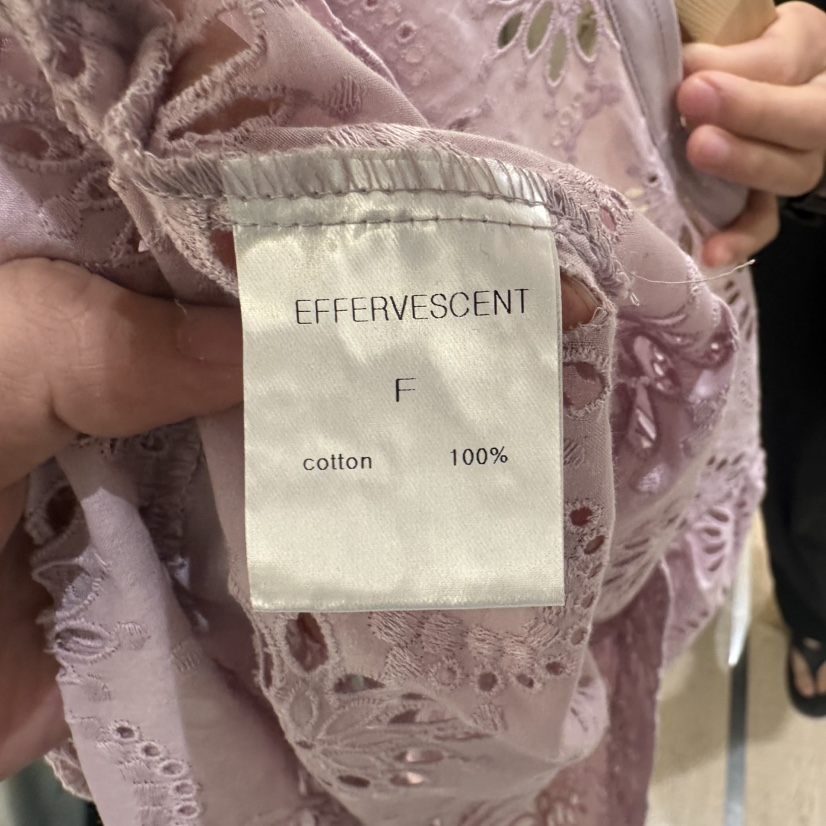 EFFERVESCENT
F
cotton 100%